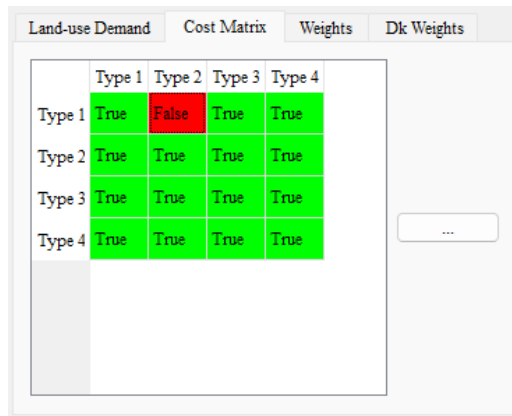 Land-use Demand Cost Matrix Weights Dk Weights
Type 1 Type 2 Type 3 Type 4
Type 1 True False True True
Type 2 True True True True
Type 3 True True True True
Type 4 True True True True
...